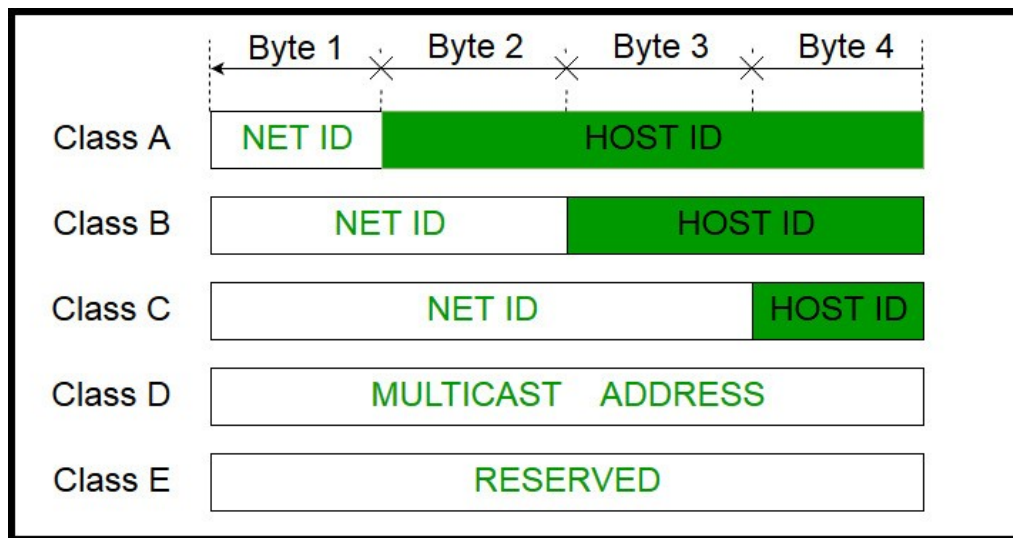 Byte 1 Byte 2 Byte 3 Byte 4
Class A NET ID HOST ID
Class B NET ID HOST ID
Class C NET ID HOST ID
Class D MULTICAST ADDRESS
Class E RESERVED